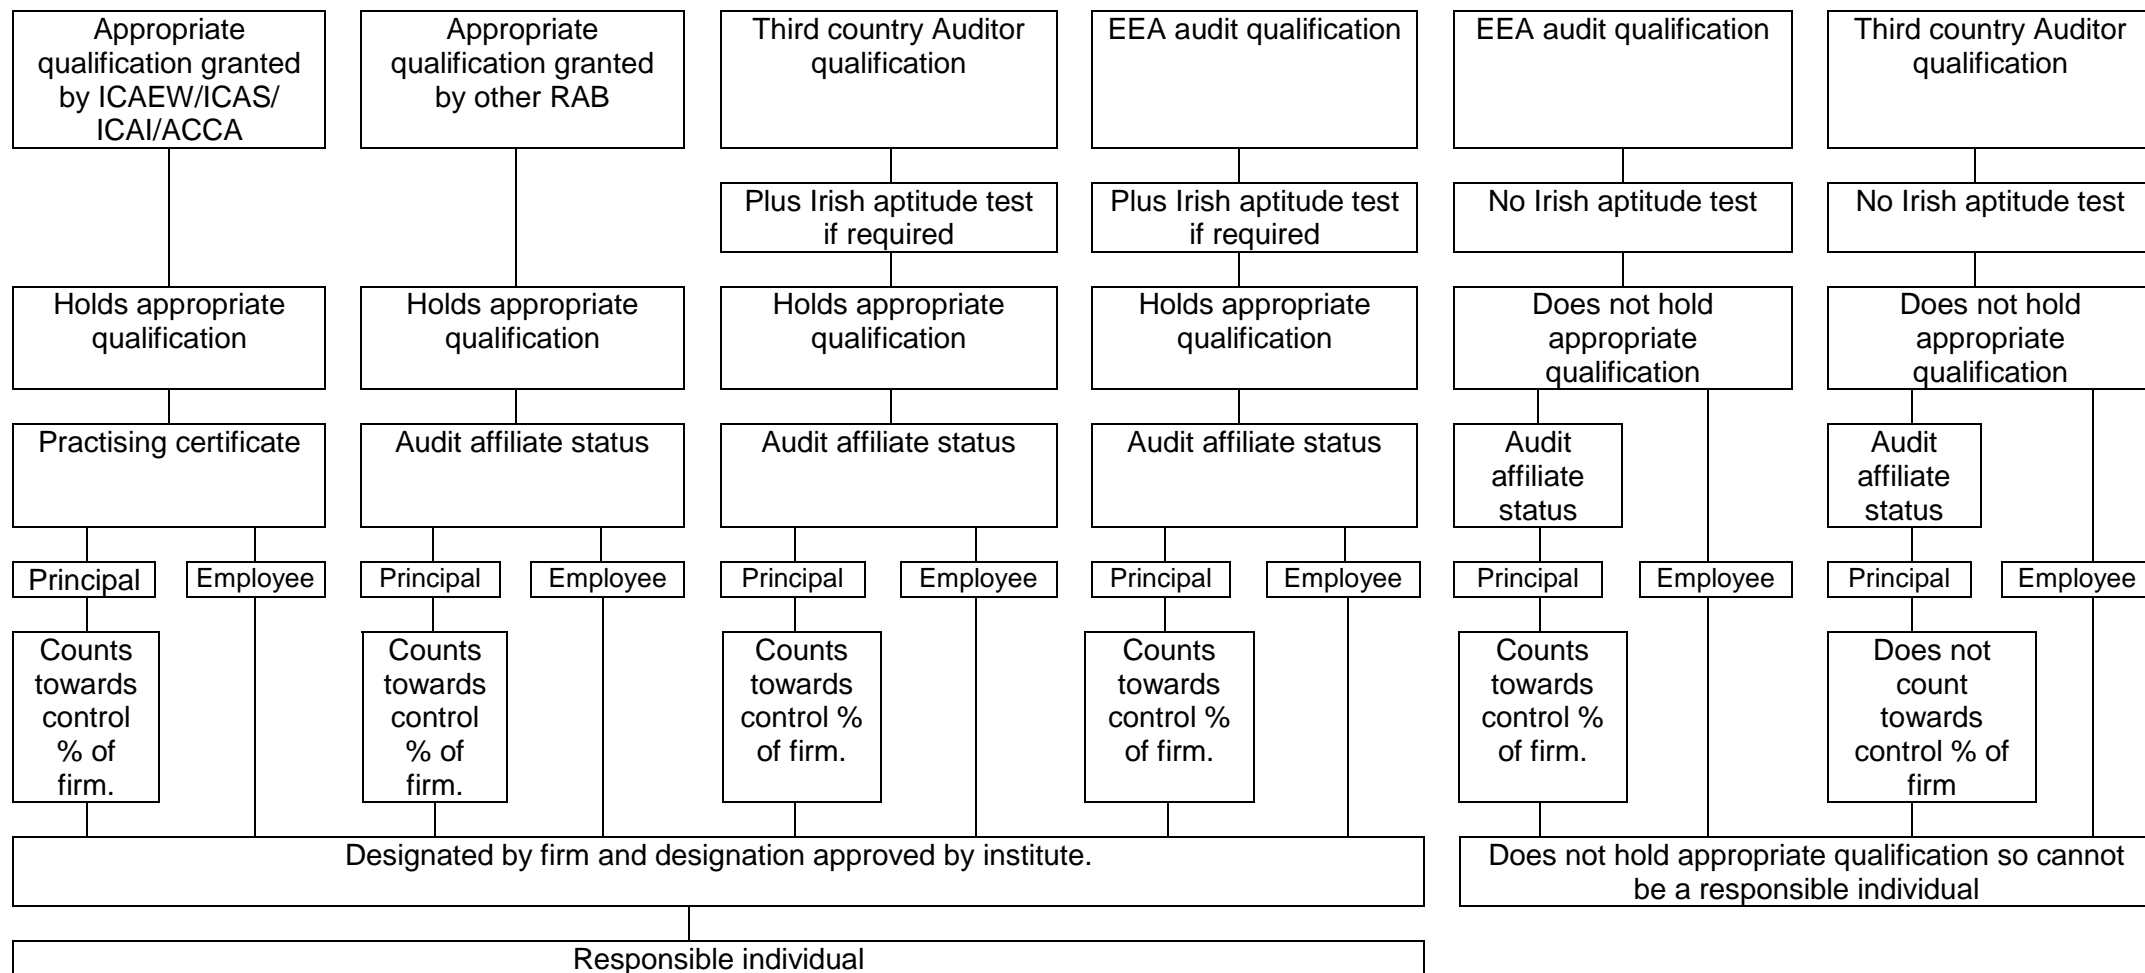 Appropriate
qualification granted
by ICAEW/ICAS/
ICAI/ACCA
Appropriate
qualification granted
by other RAB
Third country Auditor
qualification
EEA audit qualification
EEA audit qualification
Third country Auditor
qualification
Plus Irish aptitude test
if required
Plus Irish aptitude test
if required
No Irish aptitude test
No Irish aptitude test
Holds appropriate
qualification
Holds appropriate
qualification
Holds appropriate
qualification
Holds appropriate
qualification
Does not hold
appropriate
qualification
Does not hold
appropriate
qualification
Practising certificate
Audit affiliate status
Audit affiliate status
Audit affiliate status
Audit
affiliate
status
Audit
affiliate
status
Principal
Employee
Principal
Employee
Principal
Employee
Principal
Employee
Principal
Employee
Principal
Employee
Counts
towards
control
% of
firm.
Counts
towards
control
% of
firm.
Counts
towards
control %
of firm.
Counts
towards
control %
of firm.
Counts
towards
control %
of firm.
Does not
count
towards
control % of
firm
Designated by firm and designation approved by institute.
Does not hold appropriate qualification so cannot
be a responsible individual
Responsible individual